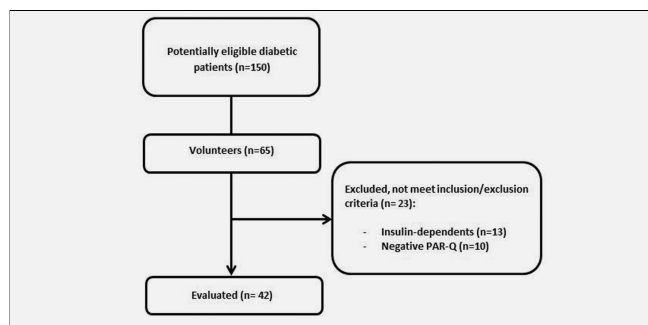 Potentially eligible diabetic
patients (n=150)
Volunteers (n=65)
Excluded, not meet inclusion/exclusion
criteria (n= 23):
- Insulin-dependents (n=13)
- Negative PAR-Q (n=10)
Evaluated (n= 42)